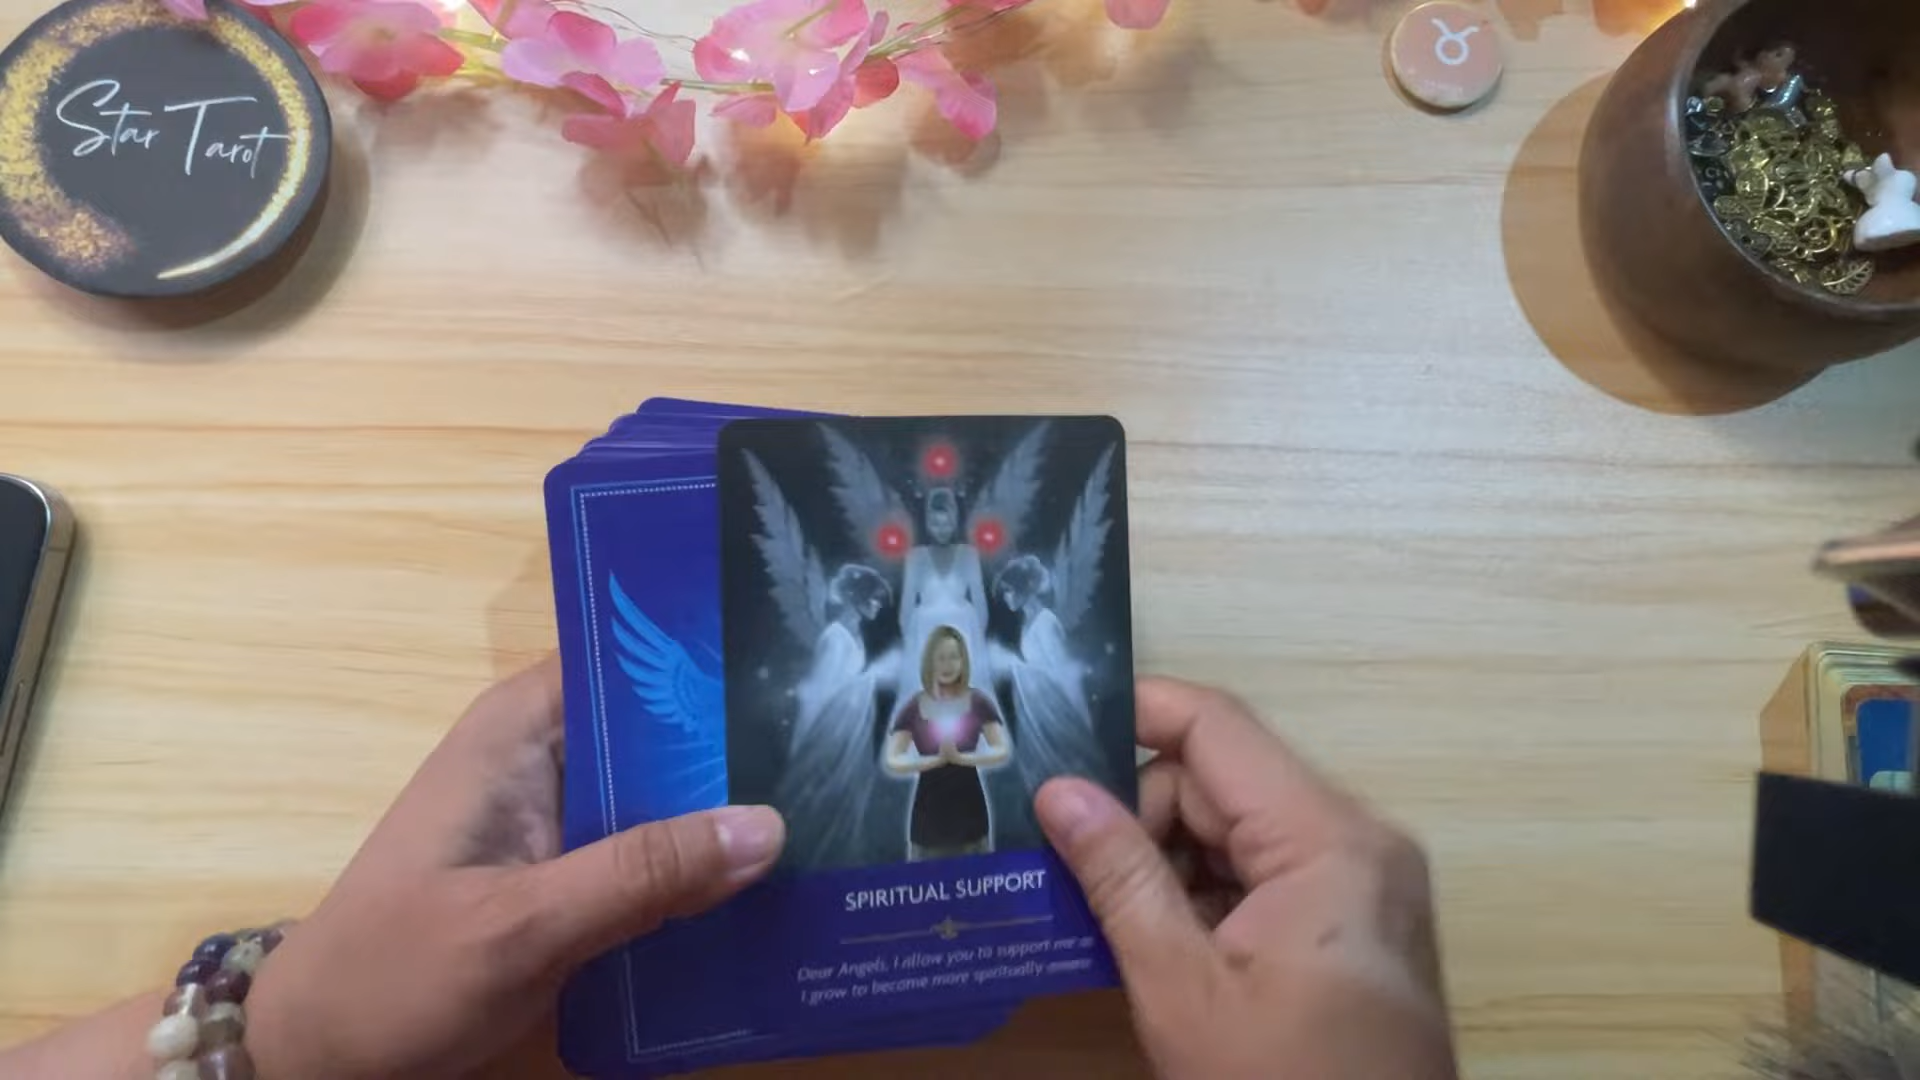 Star Tarot
SPIRITUAL SUPPORT
Dear Angels, I allow you to support me as
I grow to become more spiritually aware